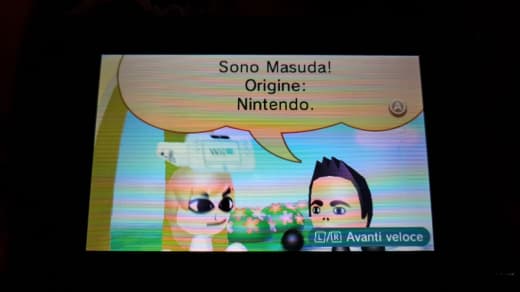 Sono Masuda!
Origine:
Nintendo.
A
Wii
L/R Avanti veloce